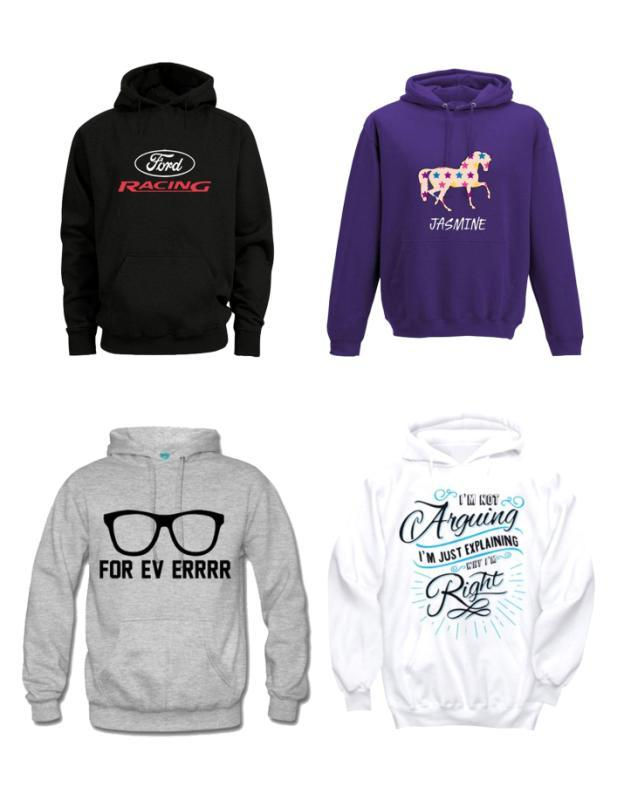 Ford
RACING
JASMINE
FOR EV ERRRR
I'M NOT
Arguing
I'M JUST EXPLAINING
WHY I'M
Right